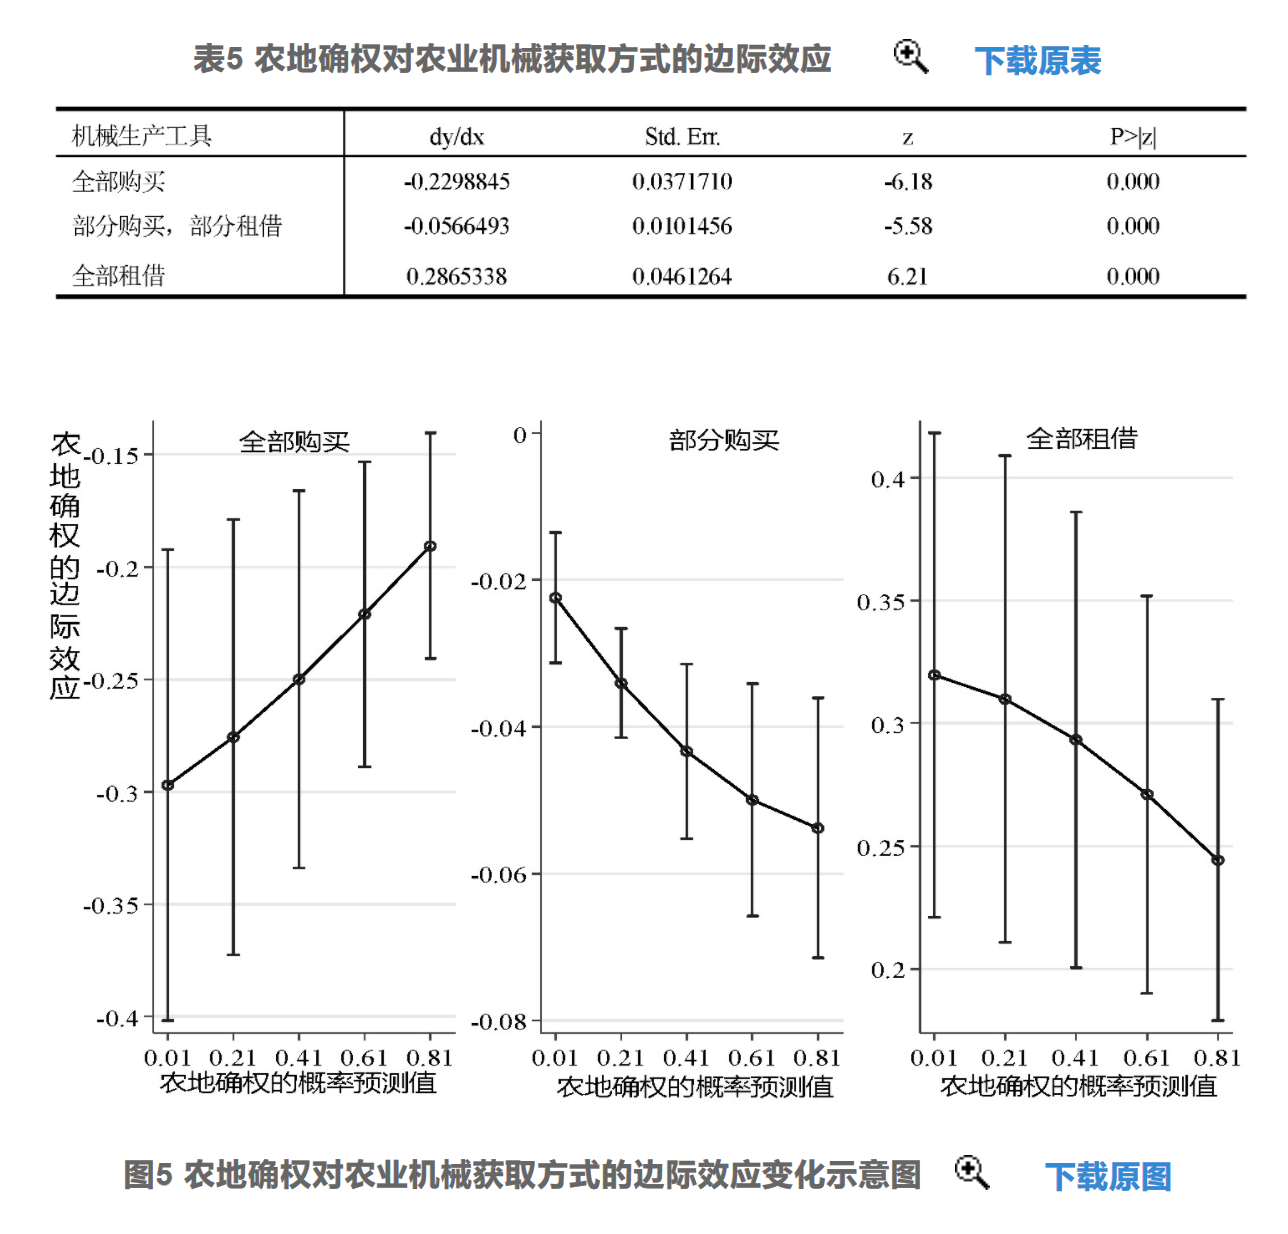 表5 农地确权对农业机械获取方式的边际效应 下载原表
机械生产工具 dy/dx Std. Err. z P>|z|
全部购买 -0.2298845 0.0371710 -6.18 0.000
部分购买，部分租借 -0.0566493 0.0101456 -5.58 0.000
全部租借 0.2865338 0.0461264 6.21 0.000
农地确权的边际效应
全部购买
-0.15
-0.2
-0.25
-0.3
-0.35
-0.4
0.01 0.21 0.41 0.61 0.81
农地确权的概率预测值
部分购买
0
-0.02
-0.04
-0.06
-0.08
0.01 0.21 0.41 0.61 0.81
农地确权的概率预测值
全部租借
0.4
0.35
0.3
0.25
0.2
0.01 0.21 0.41 0.61 0.81
农地确权的概率预测值
图5 农地确权对农业机械获取方式的边际效应变化示意图 下载原图